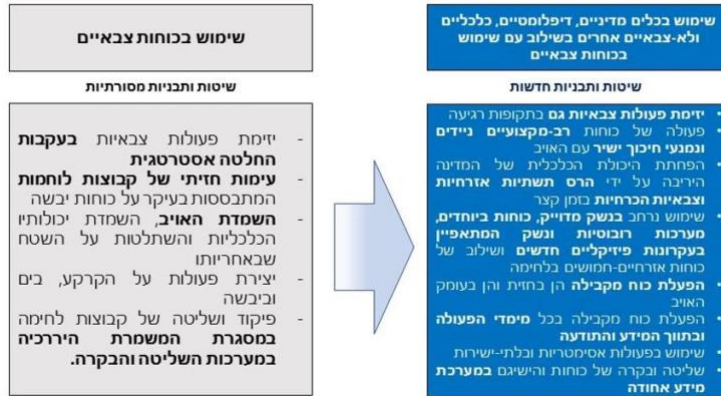 שימוש בכוחות צבאיים
שיטות ותבניות מסורתיות
- יזימת פעולות צבאיות בעקבות
החלטה אסטרטגית
- עימות חזיתי של קבוצות לוחמות
המתבססות בעיקר על כוחות יבשה
- השמדת האויב, השמדת יכולותיו
הכלכליות והשתלטות על השטח
שבאחריותו
- יצירת פעולות על הקרקע, בים
וביבשה
- פיקוד ושליטה של קבוצות לחימה
במסגרת המשמרת היררכיה
במערכות השליטה והבקרה.
שימוש בכלים מדיניים, דיפלומטיים, כלכליים
ולא-צבאיים אחרים בשילוב עם שימוש
בכוחות צבאיים
שיטות ותבניות חדשות
• יזימת פעולות צבאיות גם בתקופות רגיעה
• פעולה של כוחות רב-מקצועיים ניידים
ונמנעי חיכוך ישיר עם האויב
• הפחתת היכולת הכלכלית של המדינה
היריבה על ידי הרס תשתיות אזרחיות
וצבאיות הכרחיות בזמן קצר
• שימוש נרחב בנשק מדוייק, כוחות ביוחדים,
מערכות רובוטיות ונשק המתאפיין
בעקרונות פיזיקליים חדשים ושילוב של
כוחות אזרחיים-חמושים בלחימה
• הפעלת כוח מקבילה הן בחזית והן בעומק
האויב
• הפעלת כוח מקבילה בכל מימדי הפעולה
ובתווך המידע והתודעה
• שימוש בפעולות אסימטריות ובלתי-ישירות
• שליטה ובקרה של כוחות והישיגם במערכת
מידע אחודה